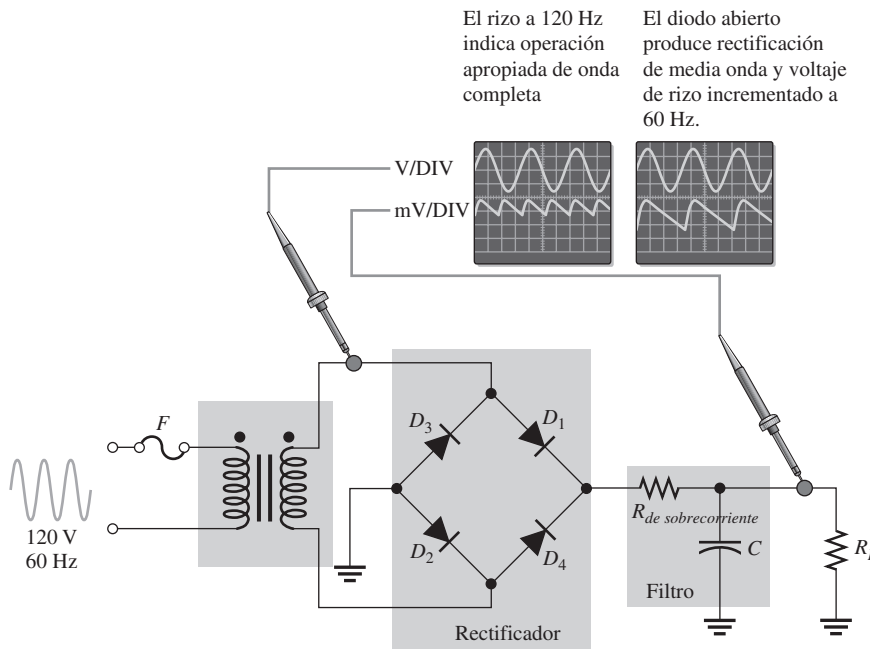 El rizo a 120 Hz
indica operación
apropiada de onda
completa
El diodo abierto
produce rectificación
de media onda y voltaje
de rizo incrementado a
60 Hz.
V/DIV
mV/DIV
F
120 V
60 Hz
D3
D1
D2
D4
Rectificador
R de sobrecorriente
C
Filtro